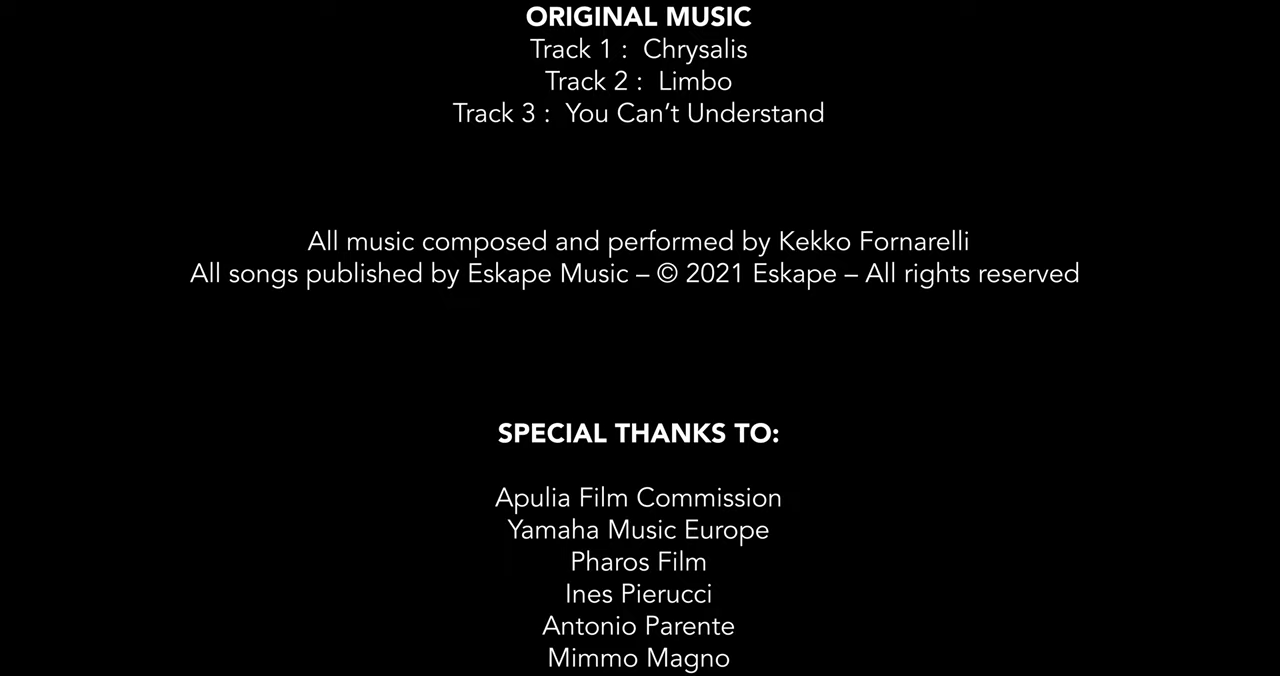 ORIGINAL MUSIC
Track 1 :  Chrysalis
Track 2 :  Limbo
Track 3 :  You Can’t Understand
All music composed and performed by Kekko Fornarelli
All songs published by Eskape Music – © 2021 Eskape – All rights reserved
SPECIAL THANKS TO:
Apulia Film Commission
Yamaha Music Europe
Pharos Film
Ines Pierucci
Antonio Parente
Mimmo Magno